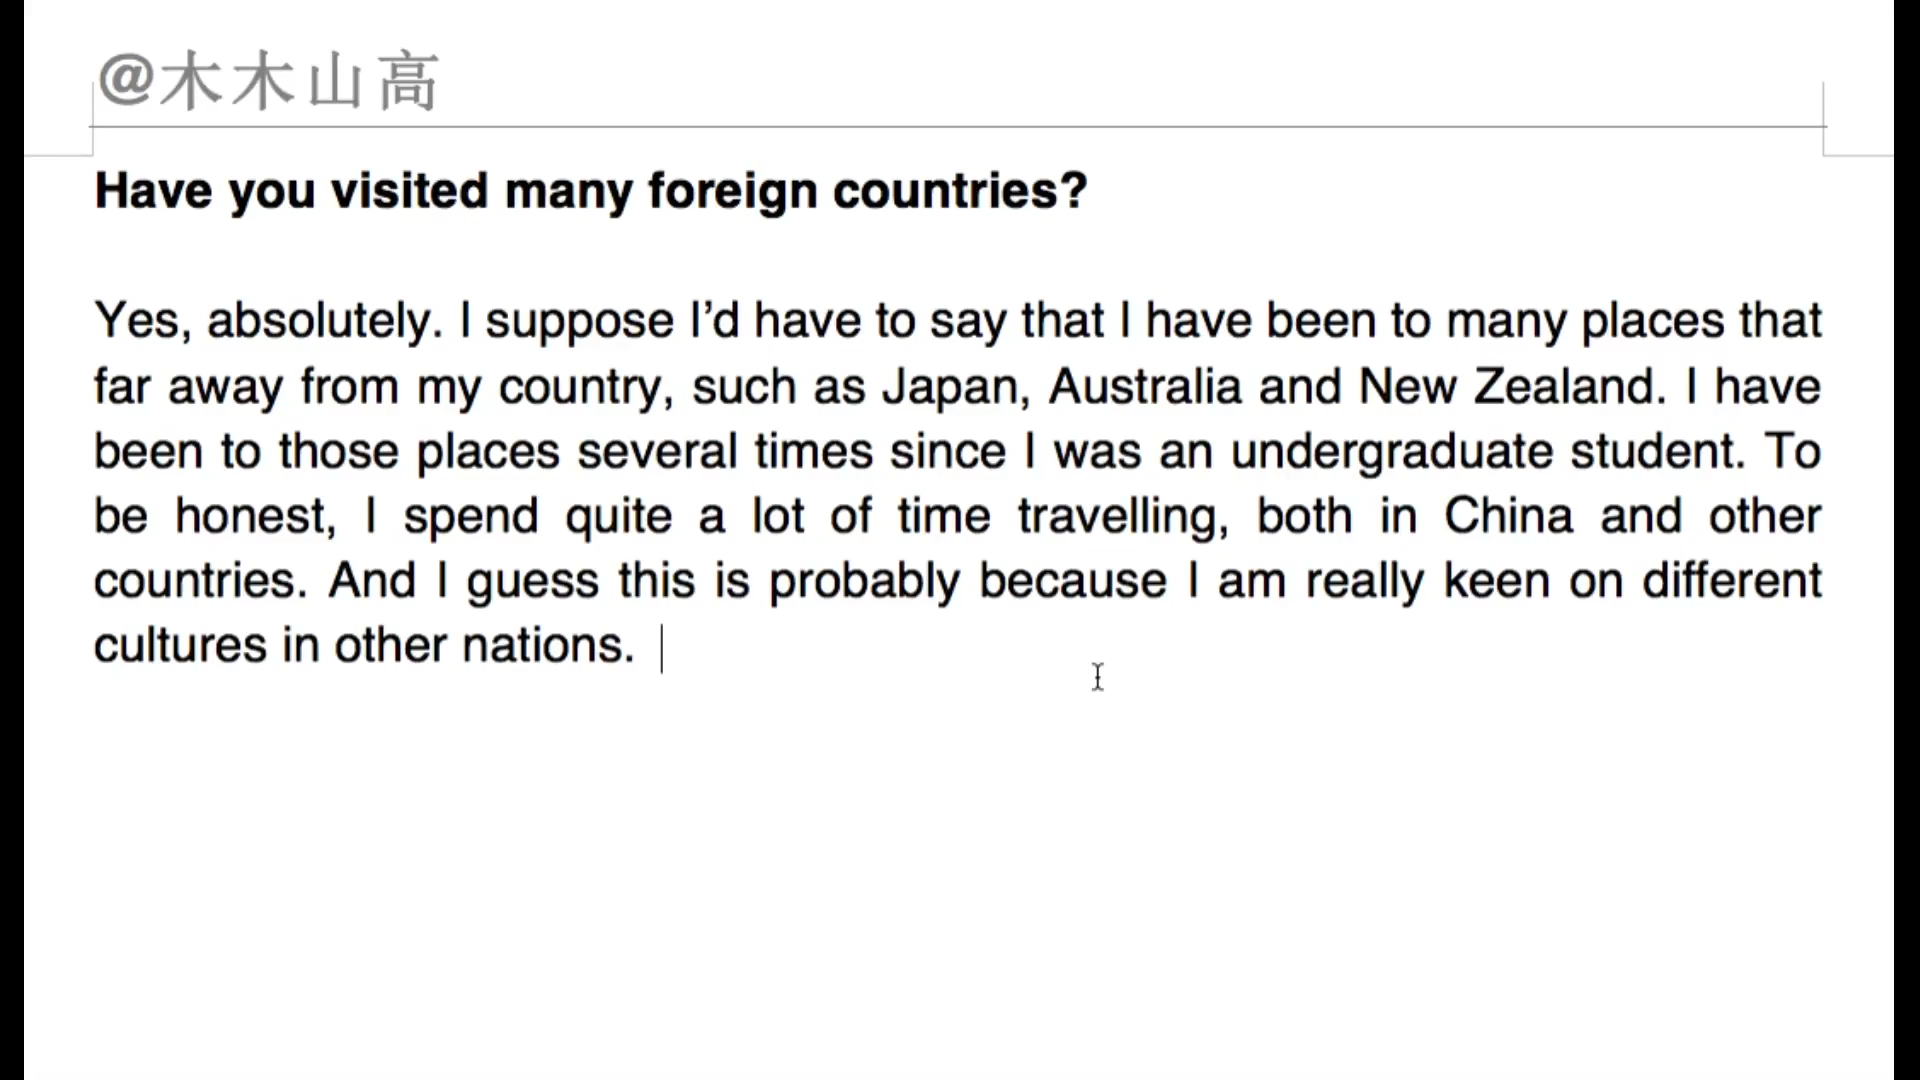 @木木山高
Have you visited many foreign countries?
Yes, absolutely. I suppose I’d have to say that I have been to many places that
far away from my country, such as Japan, Australia and New Zealand. I have
been to those places several times since I was an undergraduate student. To
be honest, I spend quite a lot of time travelling, both in China and other
countries. And I guess this is probably because I am really keen on different
cultures in other nations.